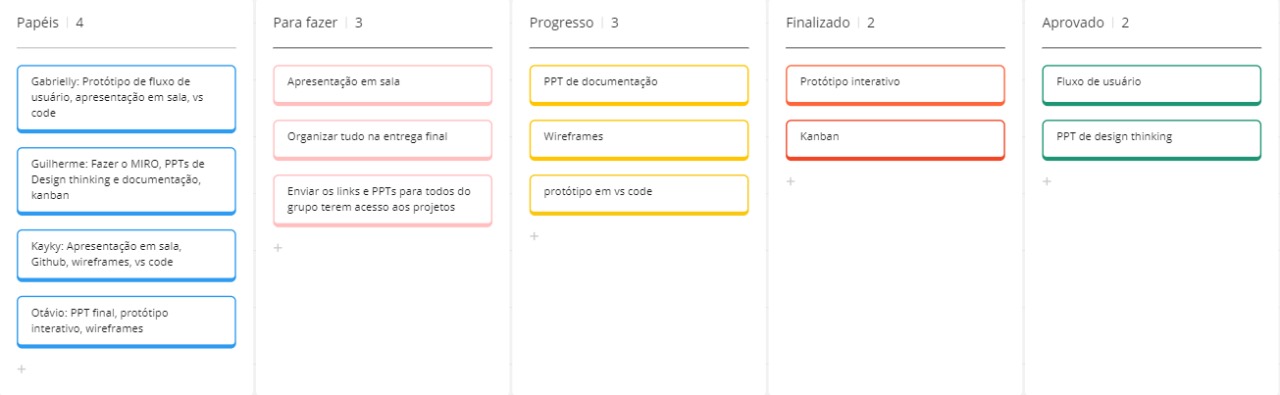 Papéis | 4
Gabrielly: Protótipo de fluxo de
usuário, apresentação em sala, vs
code
Guilherme: Fazer o MIRO, PPTs de
Design thinking e documentação,
kanban
Kayky: Apresentação em sala,
Github, wireframes, vs code
Otávio: PPT final, protótipo
interativo, wireframes
+
Para fazer | 3
Apresentação em sala
Organizar tudo na entrega final
Enviar os links e PPTs para todos do
grupo terem acesso aos projetos
+
Progresso | 3
PPT de documentação
Wireframes
protótipo em vs code
+
Finalizado | 2
Protótipo interativo
Kanban
+
Aprovado | 2
Fluxo de usuário
PPT de design thinking
+